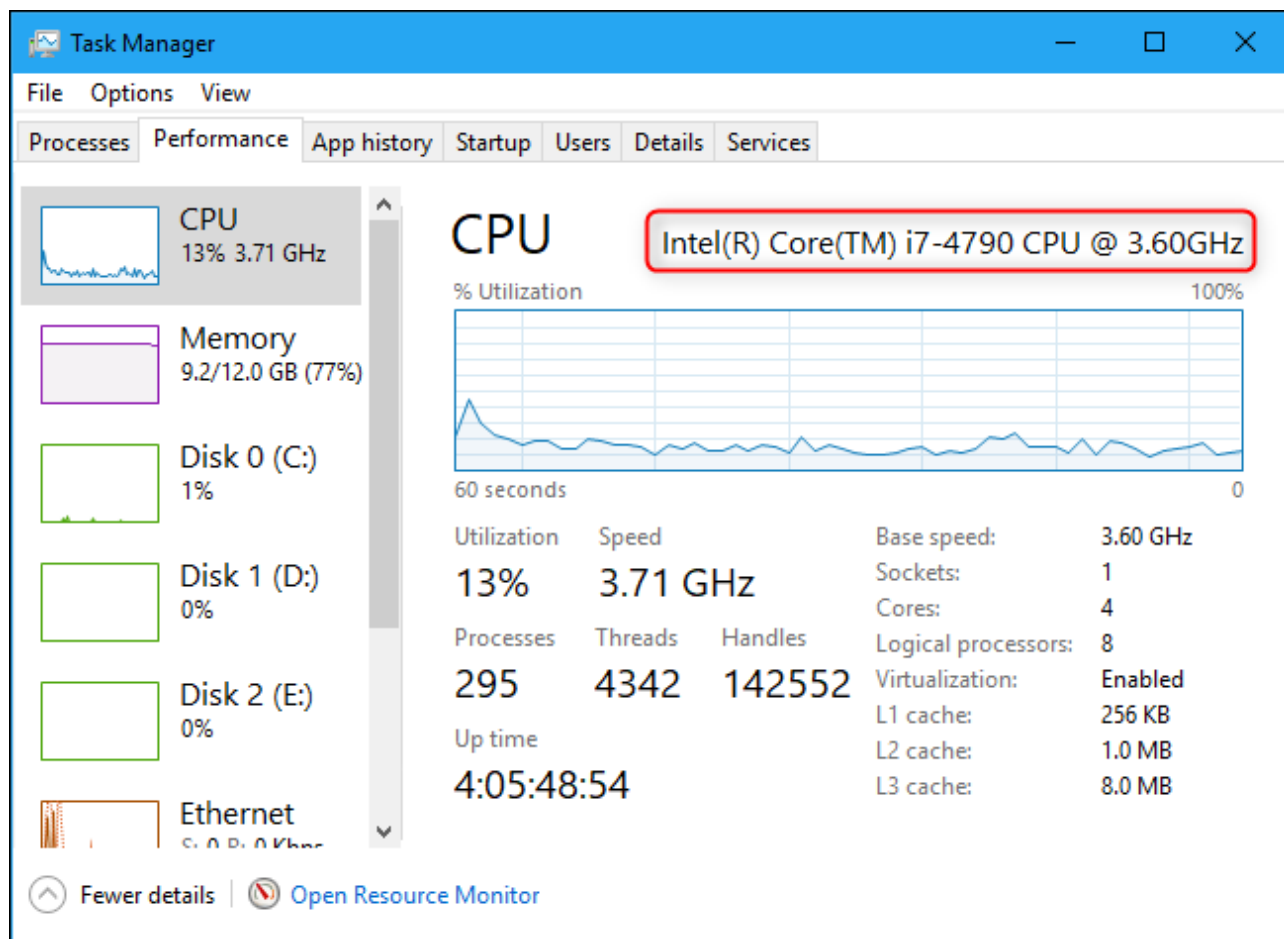 Task Manager
File Options View
Processes Performance App history Startup Users Details Services
CPU
13% 3.71 GHz
Memory
9.2/12.0 GB (77%)
Disk 0 (C:)
1%
Disk 1 (D:)
0%
Disk 2 (E:)
0%
Ethernet
S: 0 R: 0 Kbps
CPU Intel(R) Core(TM) i7-4790 CPU @ 3.60GHz
% Utilization 100%
60 seconds 0
Utilization Speed
13% 3.71 GHz
Processes Threads Handles
295 4342 142552
Up time
4:05:48:54
Base speed: 3.60 GHz
Sockets: 1
Cores: 4
Logical processors: 8
Virtualization: Enabled
L1 cache: 256 KB
L2 cache: 1.0 MB
L3 cache: 8.0 MB
Fewer details Open Resource Monitor